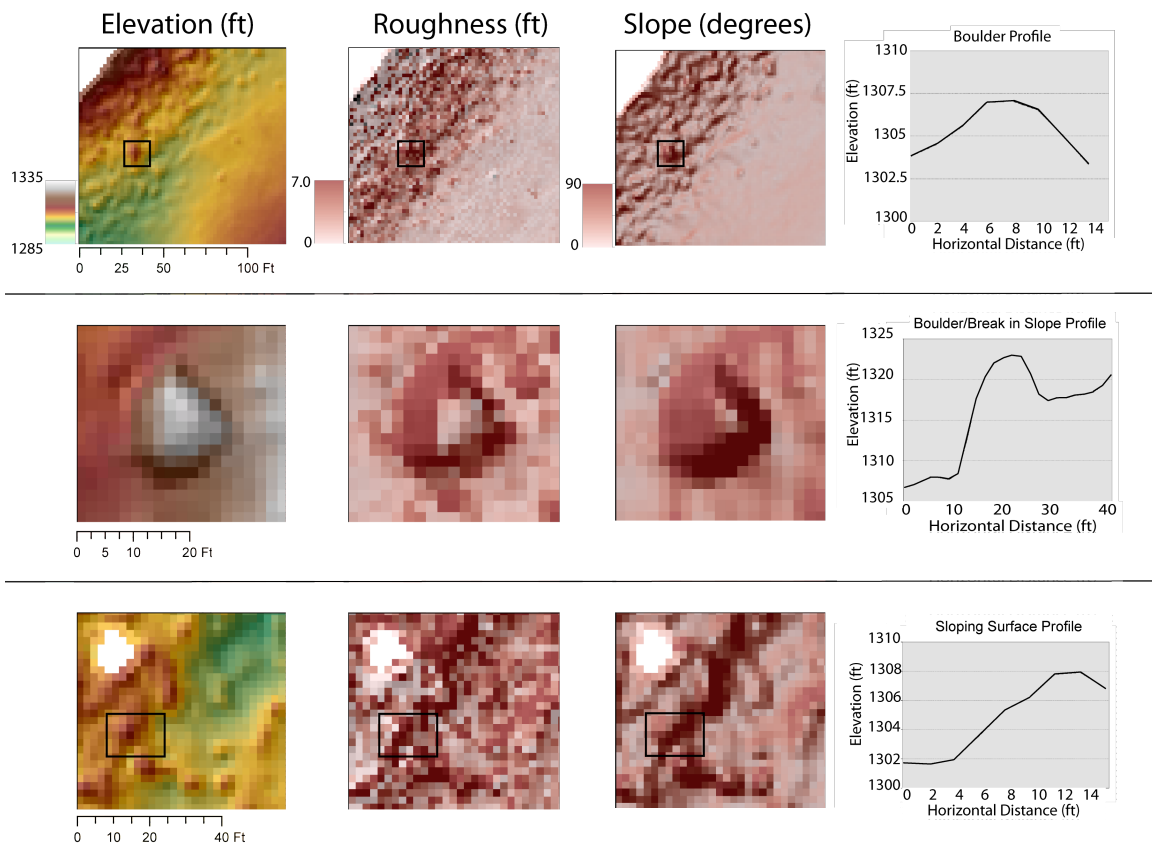 Elevation (ft)
Roughness (ft)
Slope (degrees)
1335
1285
0 25 50 100 Ft
7.0
0
90
0
Boulder Profile
Elevation (ft)
1310
1307.5
1305
1302.5
1300
0 2 4 6 8 10 12 14
Horizontal Distance (ft)
0 5 10 20 Ft
Boulder/Break in Slope Profile
Elevation (ft)
1325
1320
1315
1310
1305
0 10 20 30 40
Horizontal Distance (ft)
0 10 20 40 Ft
Sloping Surface Profile
Elevation (ft)
1310
1308
1306
1304
1302
1300
0 2 4 6 8 10 12 14
Horizontal Distance (ft)